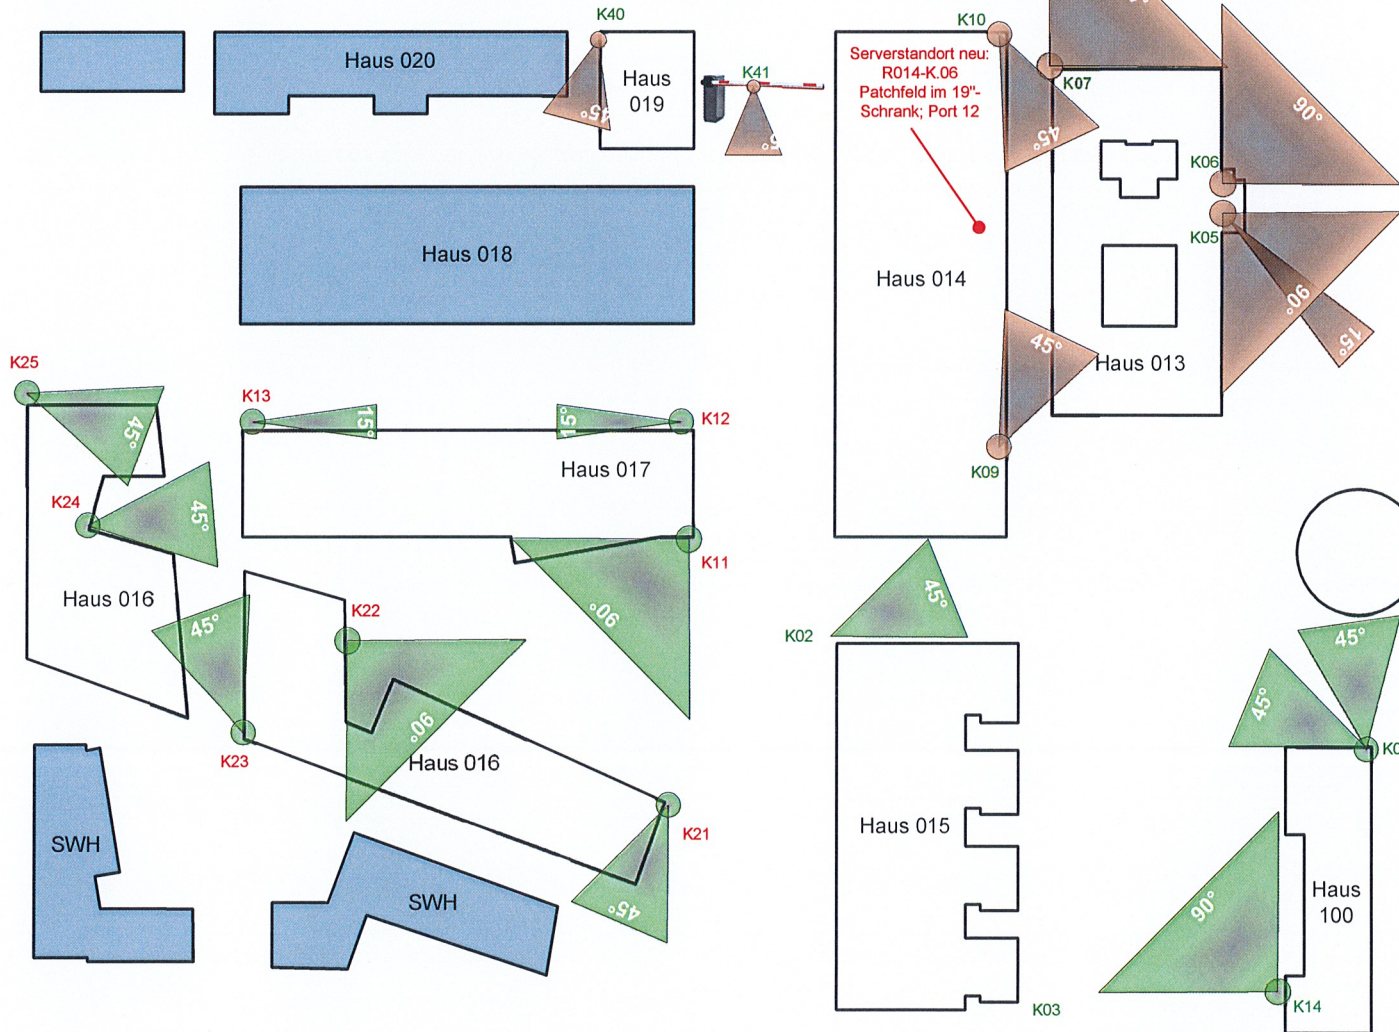 K40
K10
Haus 020
Haus
019
K41
45°
Serverstandort neu:
R014-K.06
Patchfeld im 19"-
Schrank; Port 12
K07
45°
90°
K06
K05
Haus 018
Haus 014
90°
15°
45°
Haus 013
K25
K13
15°
15°
K12
45°
Haus 017
K09
K24
45°
K11
Haus 016
K22
90°
45°
K02
45°
45°
45°
K23
90°
Haus 016
K21
SWH
Haus 015
SWH
45°
90°
Haus
100
K03
K14